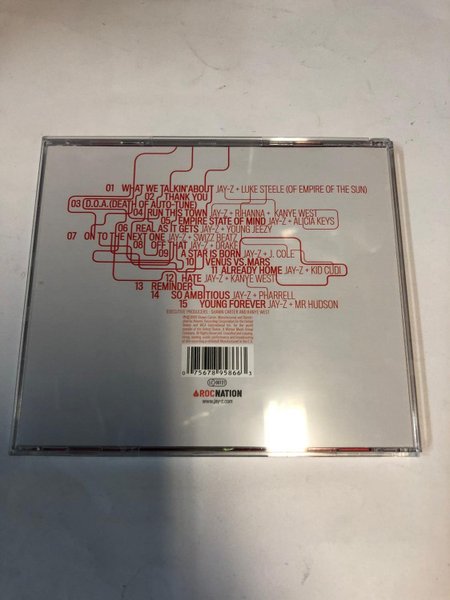 01 WHAT WE TALKIN' ABOUT JAY-Z + LUKE STEELE (OF EMPIRE OF THE SUN)
02 THANK YOU
03 D.O.A. (DEATH OF AUTO-TUNE)
04 RUN THIS TOWN JAY-Z + RIHANNA + KANYE WEST
05 EMPIRE STATE OF MIND JAY-Z + ALICIA KEYS
06 REAL AS IT GETS JAY-Z + YOUNG JEEZY
07 ON TO THE NEXT ONE JAY-Z + SWIZZ BEATZ
08 OFF THAT JAY-Z + DRAKE
09 A STAR IS BORN JAY-Z + J. COLE
10 VENUS VS. MARS
11 ALREADY HOME JAY-Z + KID CUDI
12 HATE JAY-Z + KANYE WEST
13 REMINDER
14 SO AMBITIOUS JAY-Z + PHARRELL
15 YOUNG FOREVER JAY-Z + MR HUDSON
EXECUTIVE PRODUCERS: SHAWN CARTER AND KANYE WEST
0 75678 95866 3
ROCNATION
www.jay-z.com